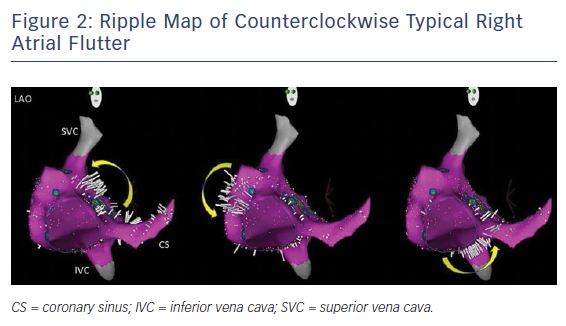 Figure 2: Ripple Map of Counterclockwise Typical Right
Atrial Flutter
LAO
SVC
CS
IVC
CS = coronary sinus; IVC = inferior vena cava; SVC = superior vena cava.